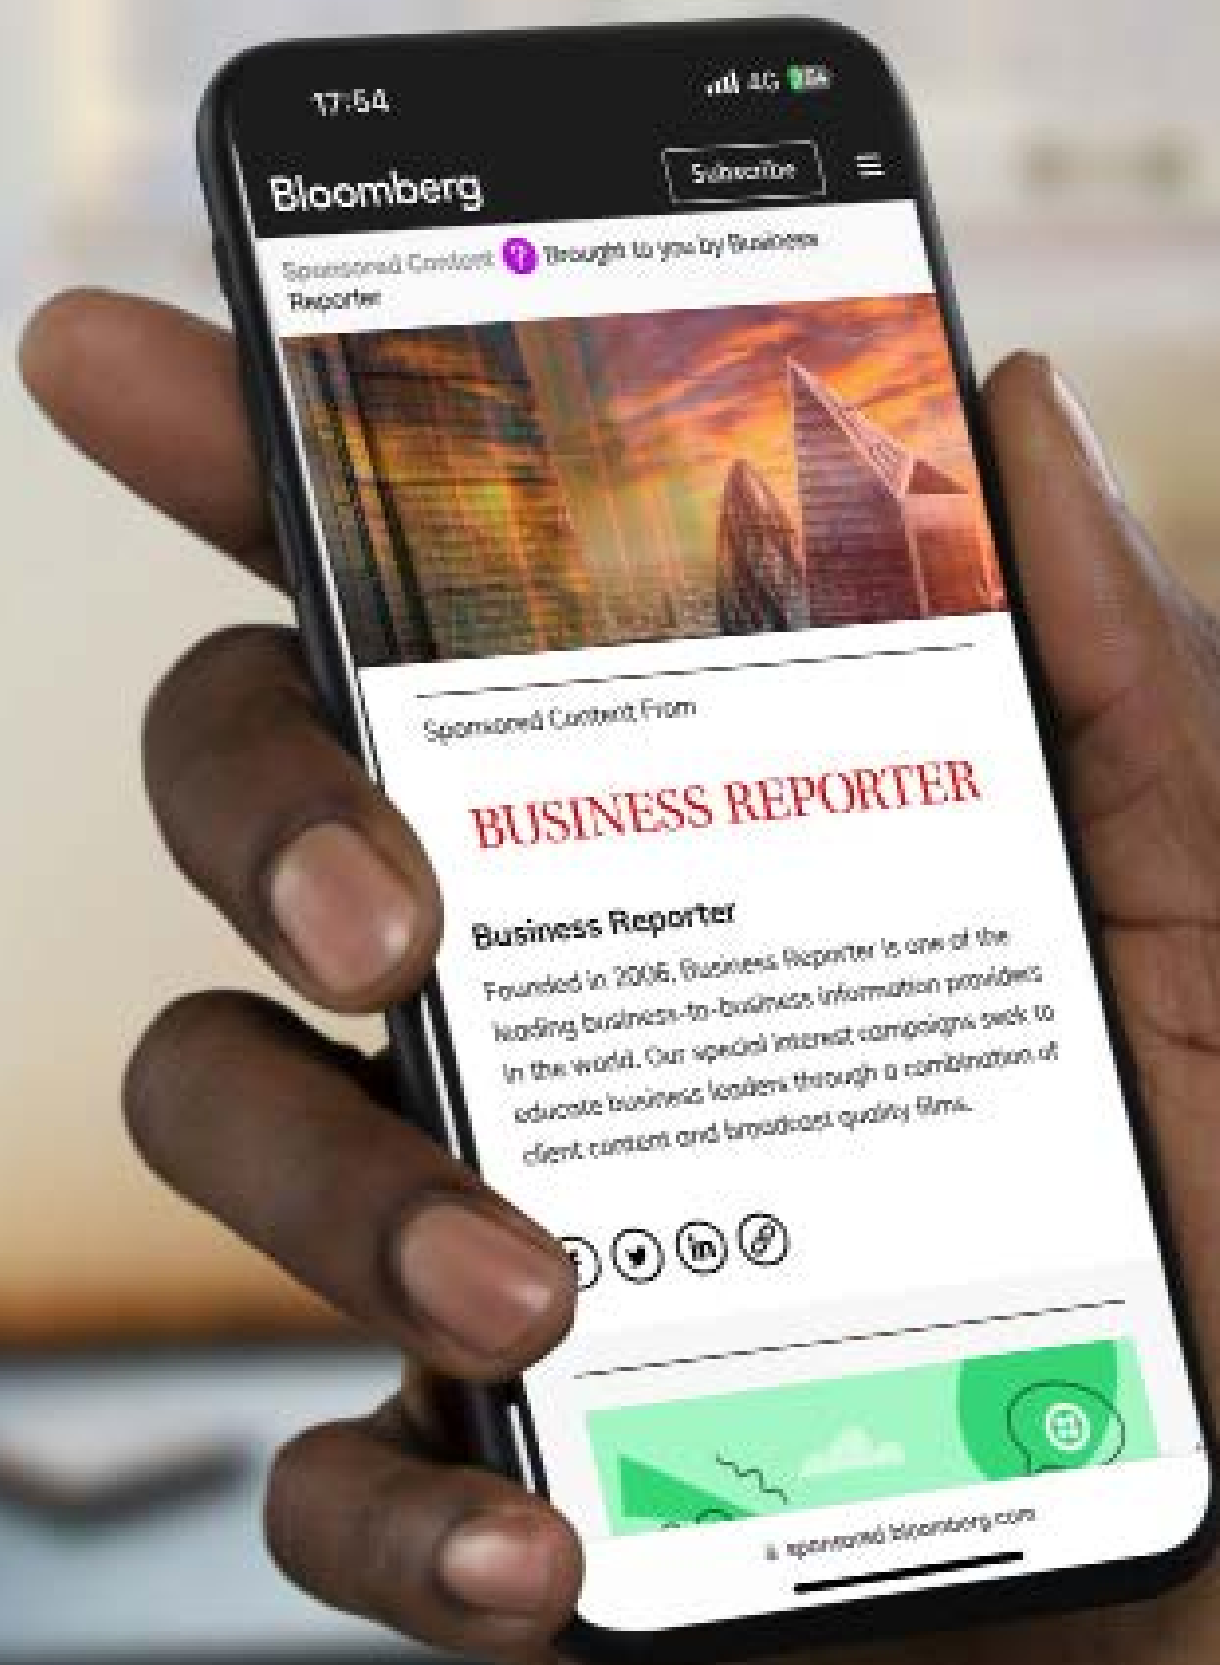 17:54
4G
Bloomberg
Subscribe
Sponsored Content ? Brought to you by Business
Reporter
Sponsored Content From
BUSINESS REPORTER
Business Reporter
Founded in 2006, Business Reporter is one of the
leading business-to-business information providers
in the world. Our special interest campaigns seek to
educate business leaders through a combination of
client content and broadcast quality films.
in
sponsored.bloomberg.com